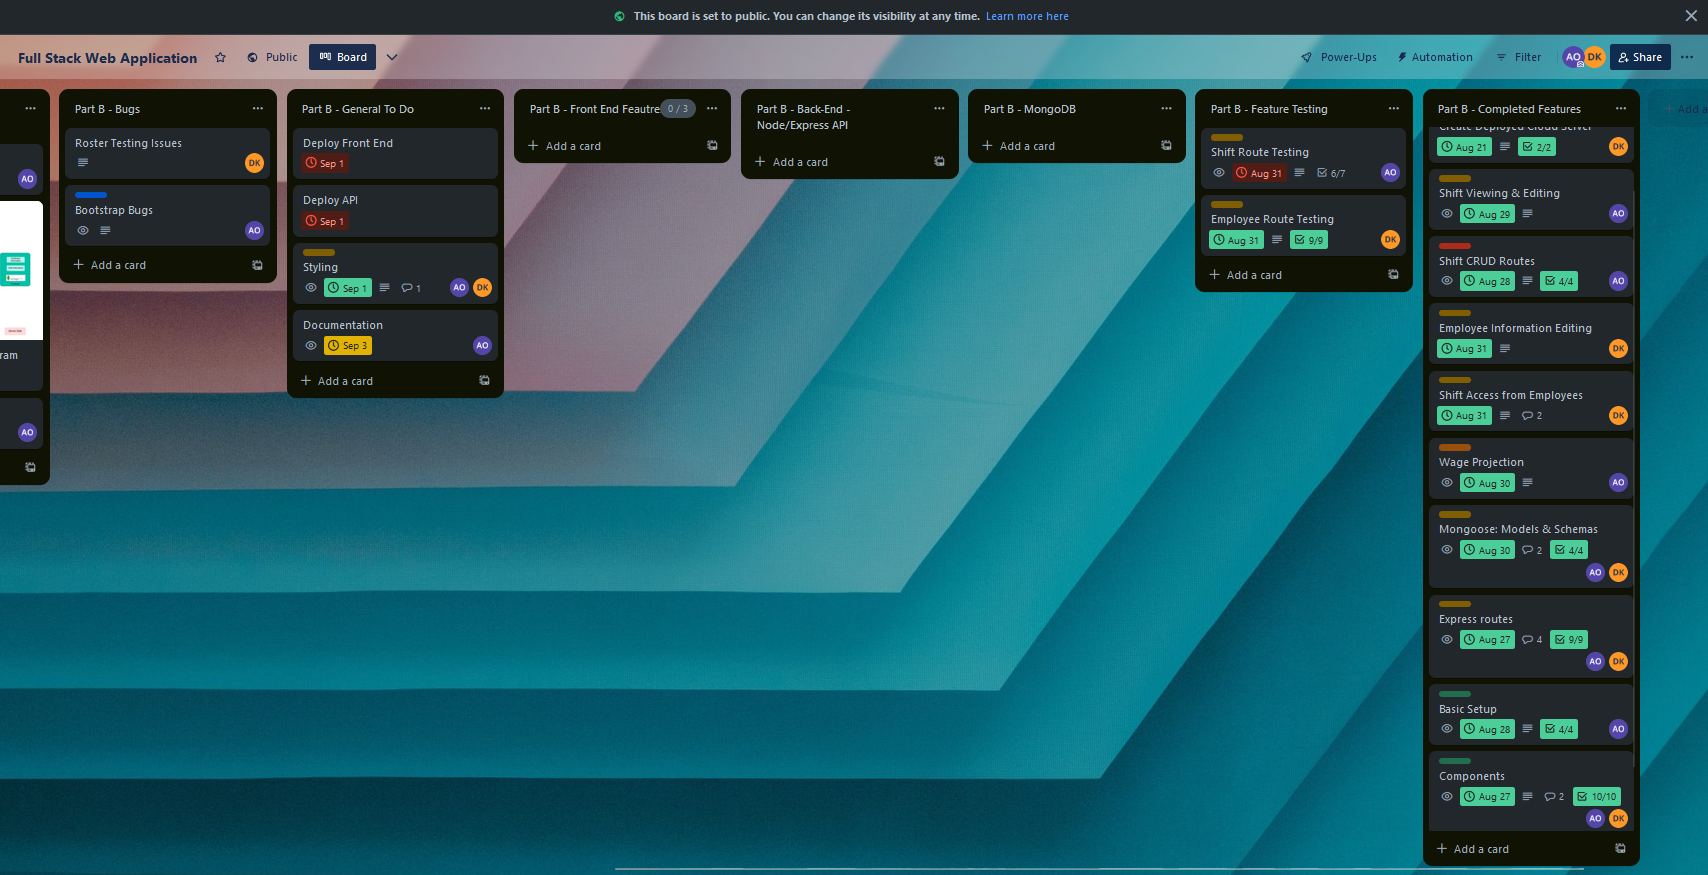 This board is set to public. You can change its visibility at any time. Learn more here
Full Stack Web Application
Public
Board
Power-Ups
Automation
Filter
AO
DK
Share
AO
ram
AO
Part B - Bugs
Roster Testing Issues
DK
Bootstrap Bugs
AO
Add a card
Part B - General To Do
Deploy Front End
Sep 1
Deploy API
Sep 1
Styling
Sep 1
1
AO
DK
Documentation
Sep 3
AO
Add a card
Part B - Front End Feautre
0 / 3
Add a card
Part B - Back-End -
Node/Express API
Add a card
Part B - MongoDB
Add a card
Part B - Feature Testing
Shift Route Testing
Aug 31
6/7
AO
Employee Route Testing
Aug 31
9/9
DK
Add a card
Part B - Completed Features
Create Deployed Cloud Server
Aug 21
2/2
DK
Shift Viewing & Editing
Aug 29
AO
Shift CRUD Routes
Aug 28
4/4
AO
Employee Information Editing
Aug 31
DK
Shift Access from Employees
Aug 31
2
DK
Wage Projection
Aug 30
AO
Mongoose: Models & Schemas
Aug 30
2
4/4
AO
DK
Express routes
Aug 27
4
9/9
AO
DK
Basic Setup
Aug 28
4/4
AO
Components
Aug 27
2
10/10
AO
DK
Add a card
Add a